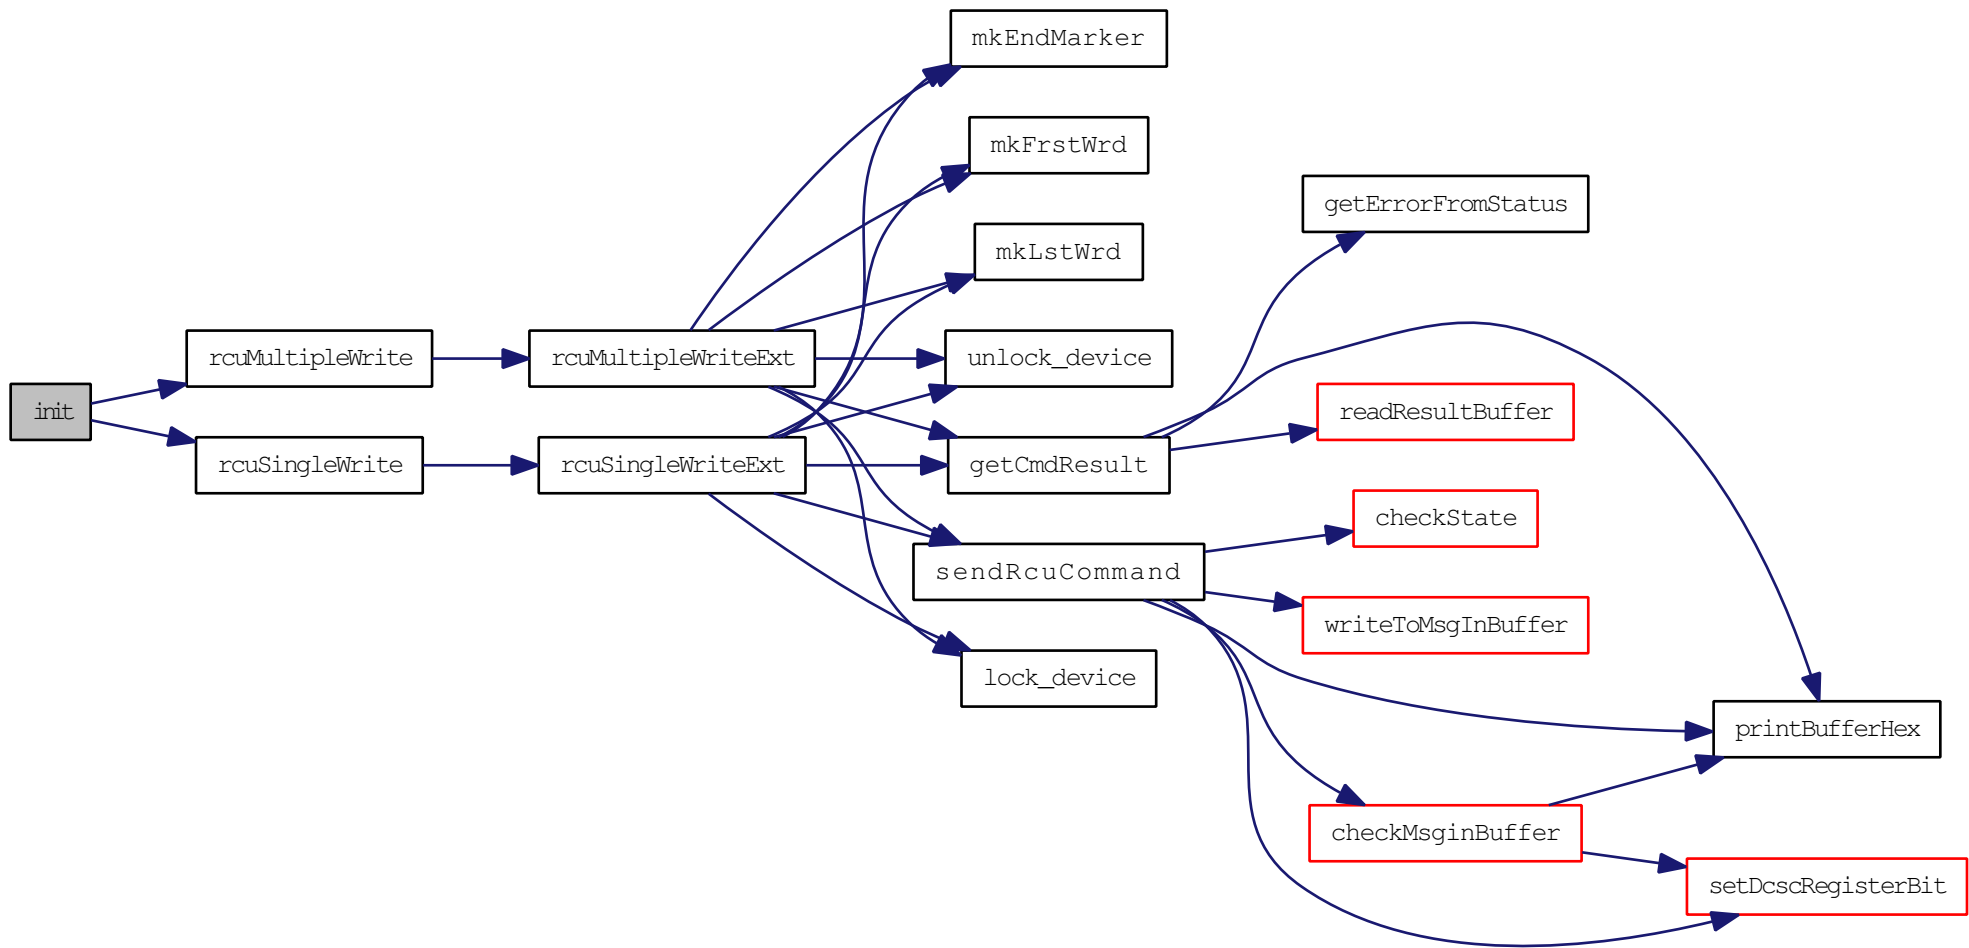 init
rcuMultipleWrite
rcuSingleWrite
rcuMultipleWriteExt
rcuSingleWriteExt
mkEndMarker
mkFrstWrd
mkLstWrd
unlock_device
getCmdResult
sendRcuCommand
lock_device
getErrorFromStatus
readResultBuffer
checkState
writeToMsgInBuffer
checkMsginBuffer
printBufferHex
setDcscRegisterBit